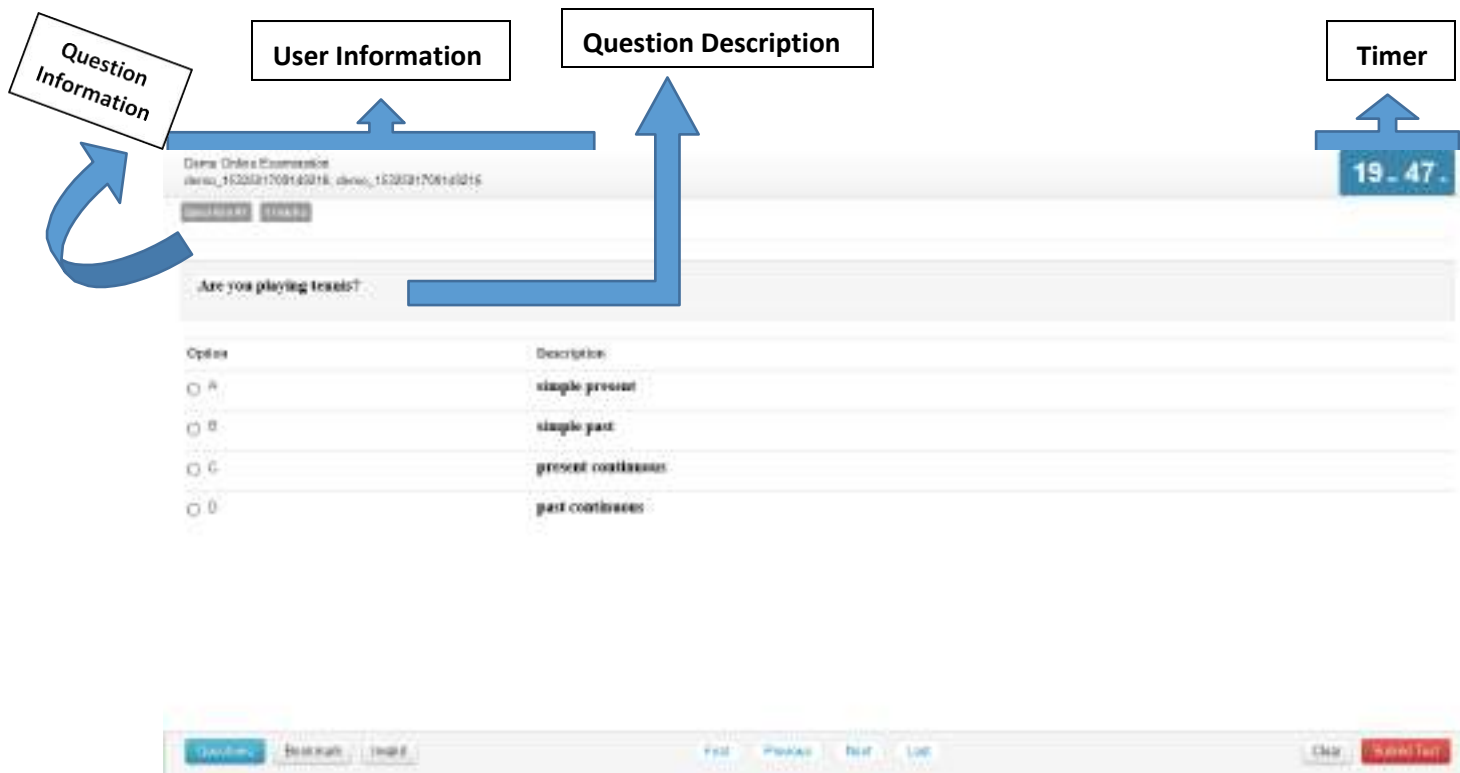 Question
Information
User Information
Question Description
Timer
Demo Online Examination
19 47
Are you playing tennis?
Option Description
A simple present
B simple past
C present continuous
D past continuous
Questions Bookmark First Previous Next Last Clear Submit Test